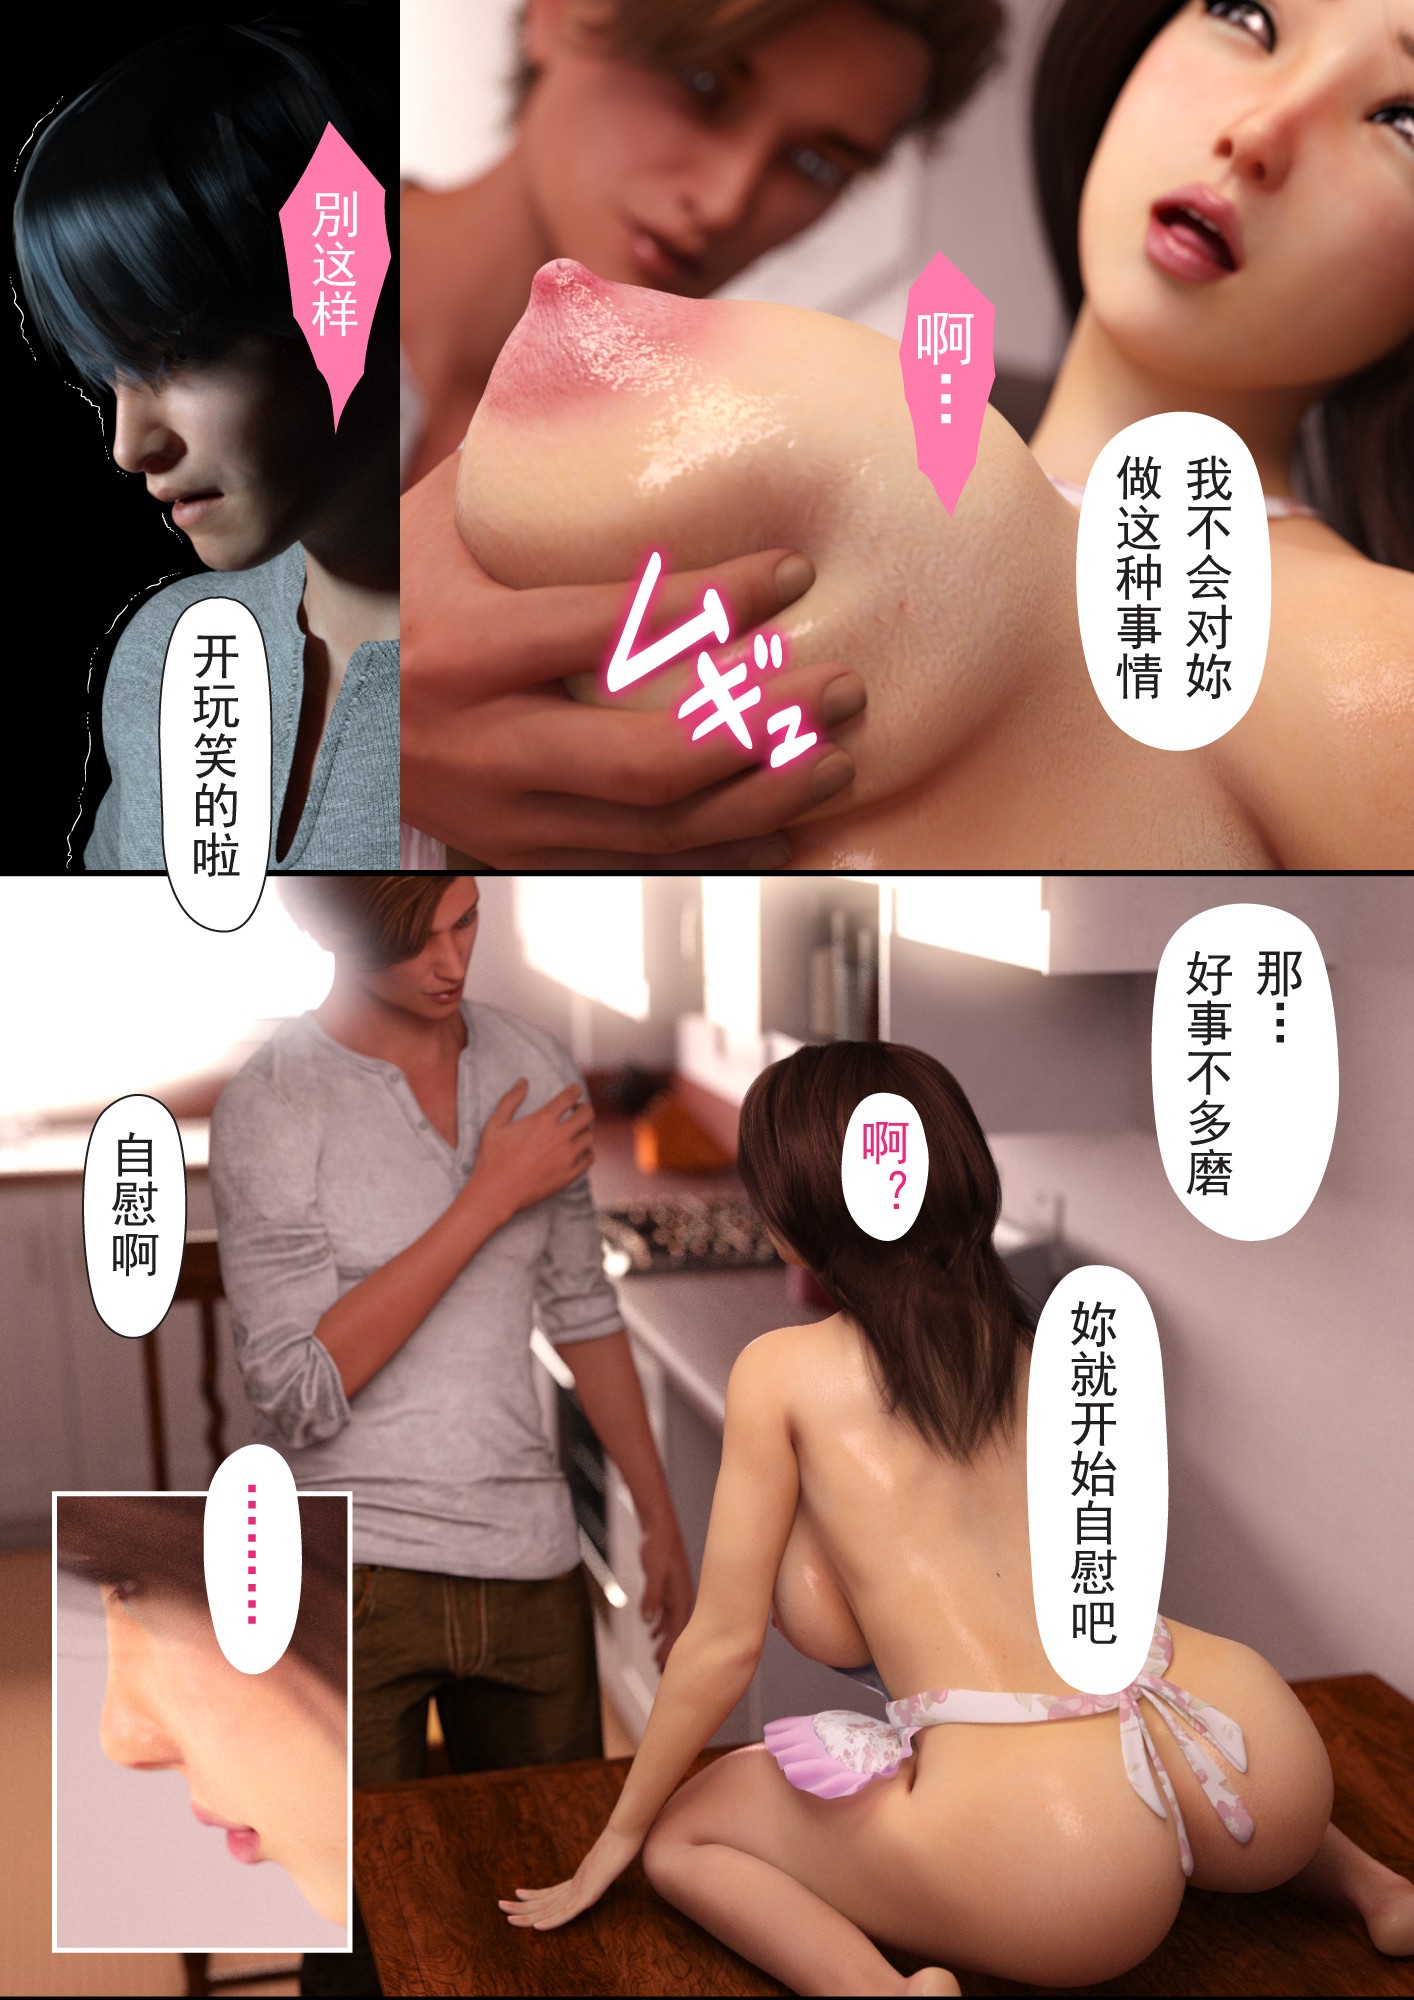 啊…
我不会对妳
做这种事情
ムギュ
別这样
开玩笑的啦
那…
好事不多磨
妳就开始自慰吧
啊?
自慰啊
………